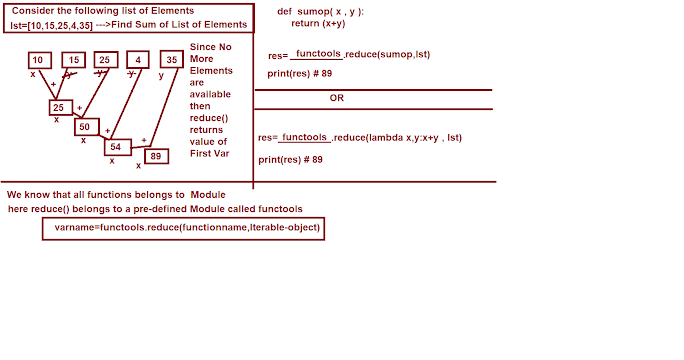 Consider the following list of Elements
lst=[10,15,25,4,35] --->Find Sum of List of Elements
10 15 25 4 35
x y y y y
+
25
x
+
50
x
+
54
x
+
89
x
Since No
More
Elements
are
available
then
reduce()
returns
value of
First Var
def sumop( x , y ):
return (x+y)
res= functools .reduce(sumop,lst)
print(res) # 89
OR
res= functools .reduce(lambda x,y:x+y , lst)
print(res) # 89
We know that all functions belongs to Module
here reduce() belongs to a pre-defined Module called functools
varname=functools.reduce(functionname,Iterable-object)